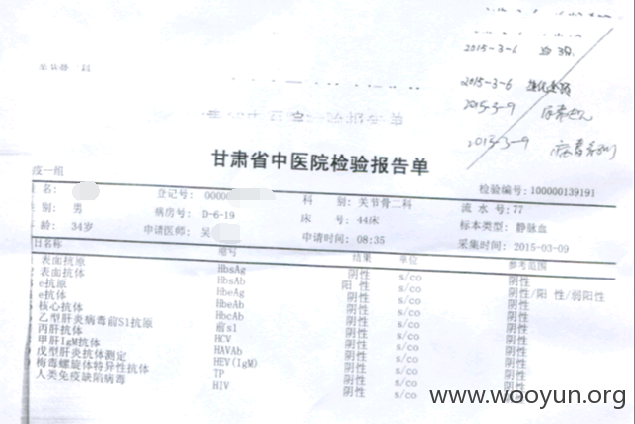 2015-3-6
关节骨 科
2015-3-6 生化全项
2015-3-9
2015-3-9 病毒系列
甘肃省中医院检验报告单
检验编号:100000139191
疫一组
名: 登记号: 00000 科 别:关节骨二科 流 水 号:77
别: 男 病房号: D-6-19 床 号: 44床 标本类型: 静脉血
龄: 34岁 申请医师: 吴 申请时间: 08:35 采集时间: 2015-03-09
目名称 缩写 结果 单位 参考范围
表面抗原 HbsAg 阴性 s/co 阴性
表面抗体 HbsAb 阳 性 s/co 阴性/阳 性/弱阳性
e抗原 HbeAg 阴性 s/co 阴性
e抗体 HbeAb 阴性 s/co 阴性
核心抗体 HbcAb 阴性 s/co 阴性
乙型肝炎病毒前S1抗原 前s1 阴性 s/co 阴性
丙肝抗体 HCV 阴性 s/co 阴性
甲肝IgM抗体 HAVAb 阴性 s/co 阴性
戊型肝炎抗体测定 HEV(IgM) 阴性 s/co 阴性
梅毒螺旋体特异性抗体 TP 阴性 s/co 阴性
人类免疫缺陷病毒 HIV 阴性 s/co 阴性
www.wooyun.org